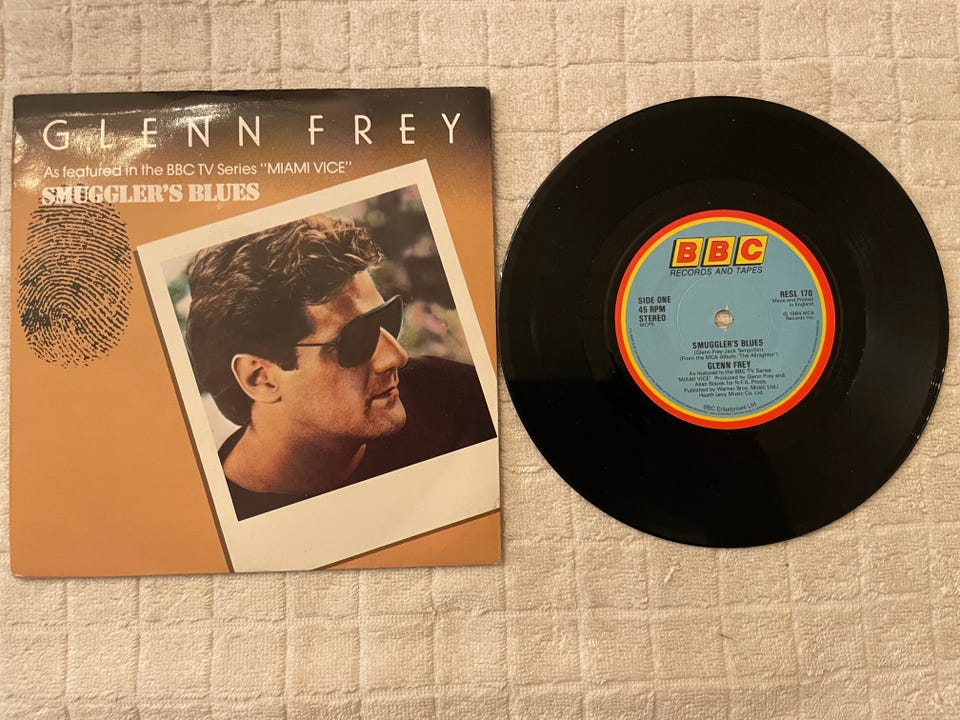 GLENN FREY
As featured in the BBC TV Series "MIAMI VICE"
SMUGGLER'S BLUES
BBC
RECORDS AND TAPES
SIDE ONE
45 RPM
STEREO
MCPS
RESL 170
Made and Printed
in England
℗ 1984 MCA
Records Inc.
SMUGGLER'S BLUES
(Glenn Frey-Jack Tempchin)
(From the MCA Album 'The Allnighter')
GLENN FREY
As featured in the BBC TV Series
'MIAMI VICE' Produced by Glenn Frey and
Allan Blazek for N.F.A. Prods.
Published by Warner Bros. Music Ltd./
Heath Levy Music Co. Ltd.
BBC Enterprises Ltd